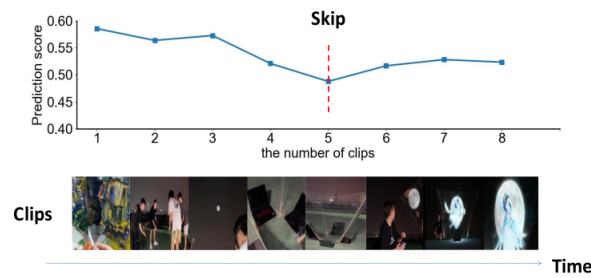 Skip
Prediction score
0.60
0.55
0.50
0.45
0.40
1 2 3 4 5 6 7 8
the number of clips
Clips
Time